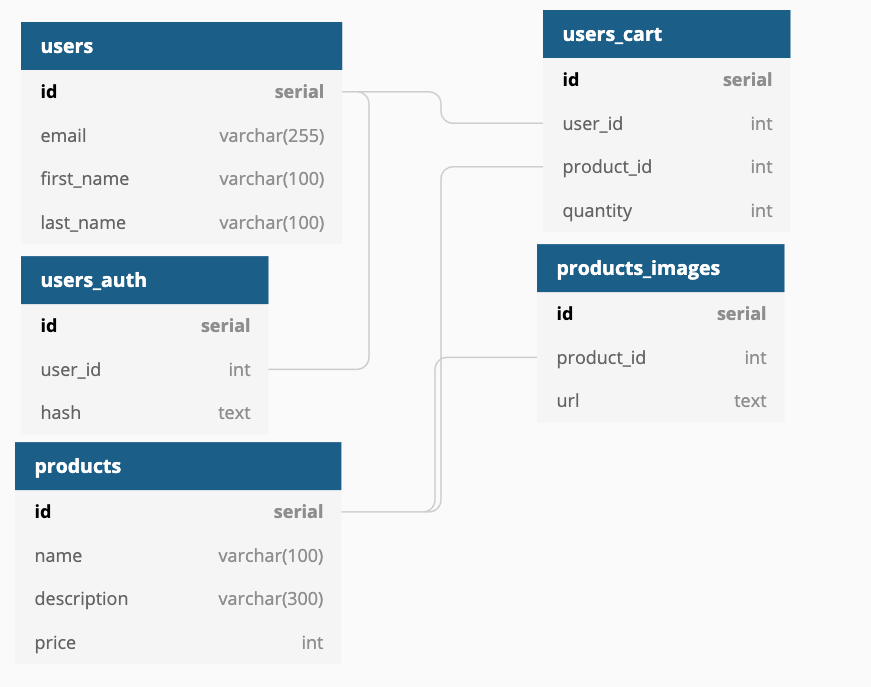 users
id serial
email varchar(255)
first_name varchar(100)
last_name varchar(100)
users_auth
id serial
user_id int
hash text
products
id serial
name varchar(100)
description varchar(300)
price int
users_cart
id serial
user_id int
product_id int
quantity int
products_images
id serial
product_id int
url text